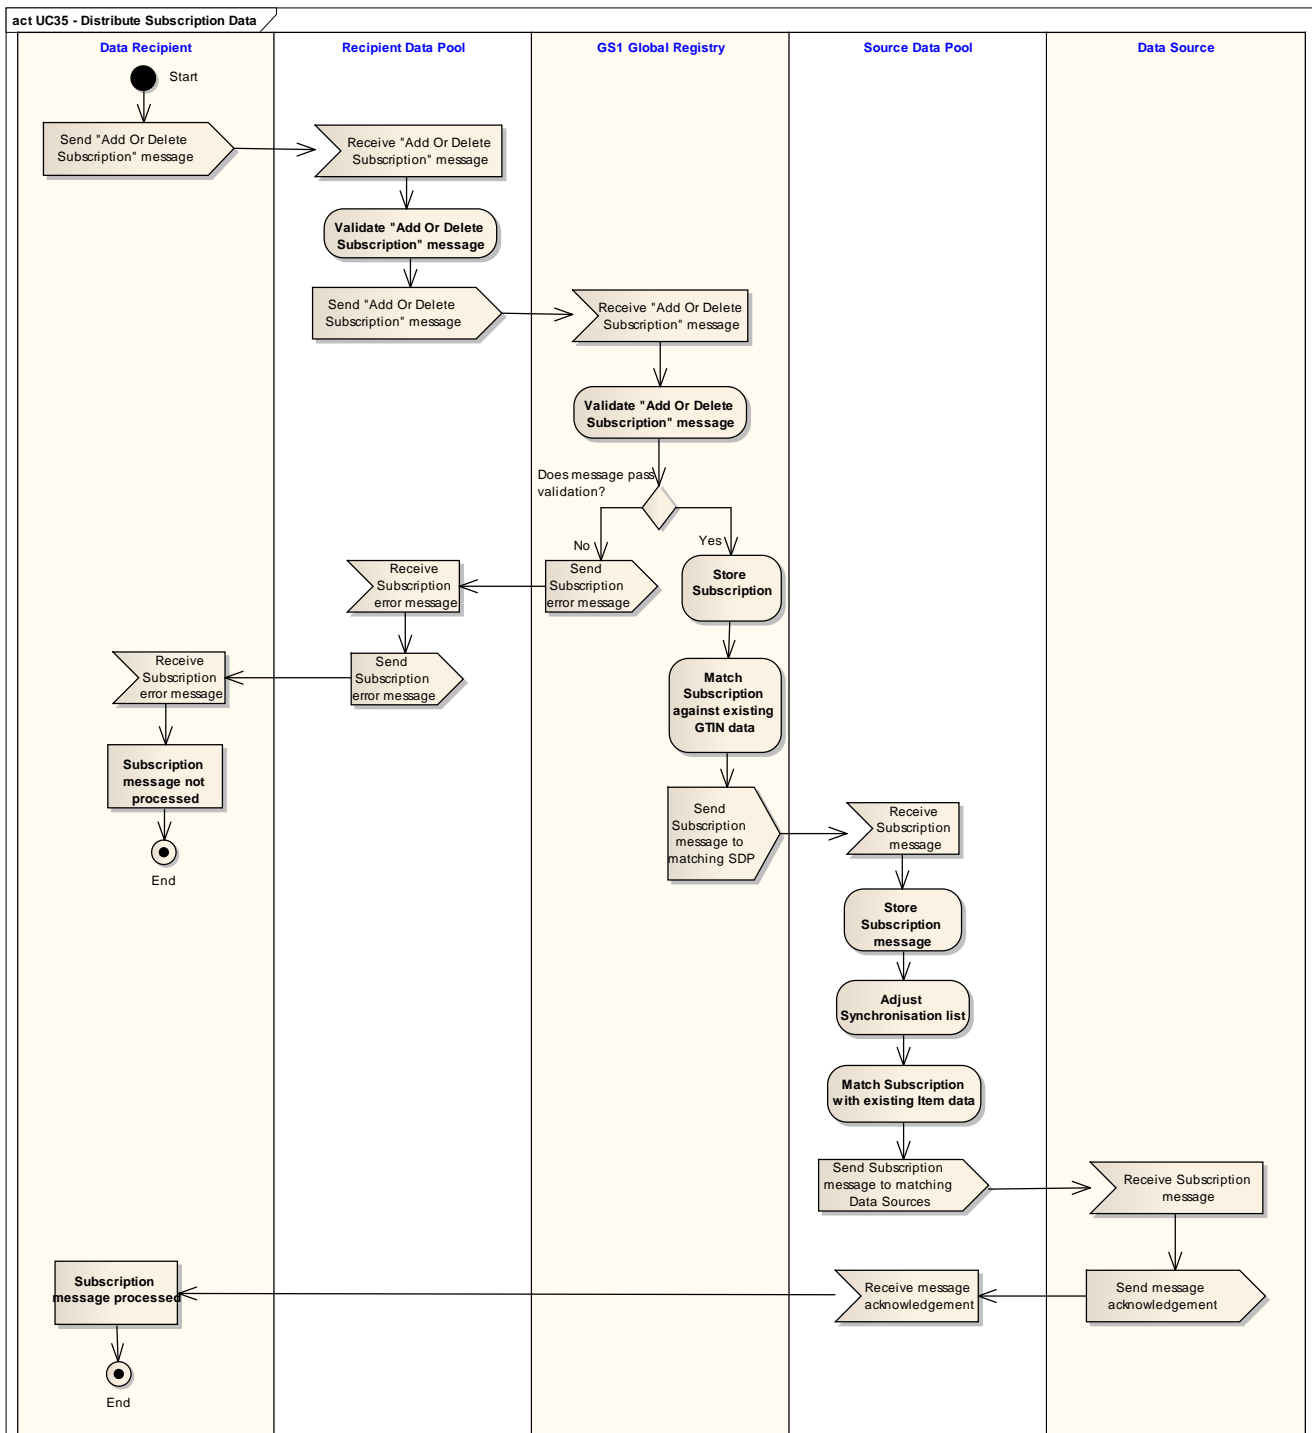 act UC35 - Distribute Subscription Data
Data Recipient
Recipient Data Pool
GS1 Global Registry
Source Data Pool
Data Source
Start
Send "Add Or Delete
Subscription" message
Receive "Add Or Delete
Subscription" message
Validate "Add Or Delete
Subscription" message
Send "Add Or Delete
Subscription" message
Receive "Add Or Delete
Subscription" message
Validate "Add Or Delete
Subscription" message
Does message pass
validation?
No
Yes
Send
Subscription
error message
Receive
Subscription
error message
Send
Subscription
error message
Receive
Subscription
error message
Subscription
message not
processed
End
Store
Subscription
Match
Subscription
against existing
GTIN data
Send
Subscription
message to
matching SDP
Receive
Subscription
message
Store
Subscription
message
Adjust
Synchronisation list
Match Subscription
with existing Item data
Send Subscription
message to matching
Data Sources
Receive Subscription
message
Send message
acknowledgement
Receive message
acknowledgement
Subscription
message processed
End